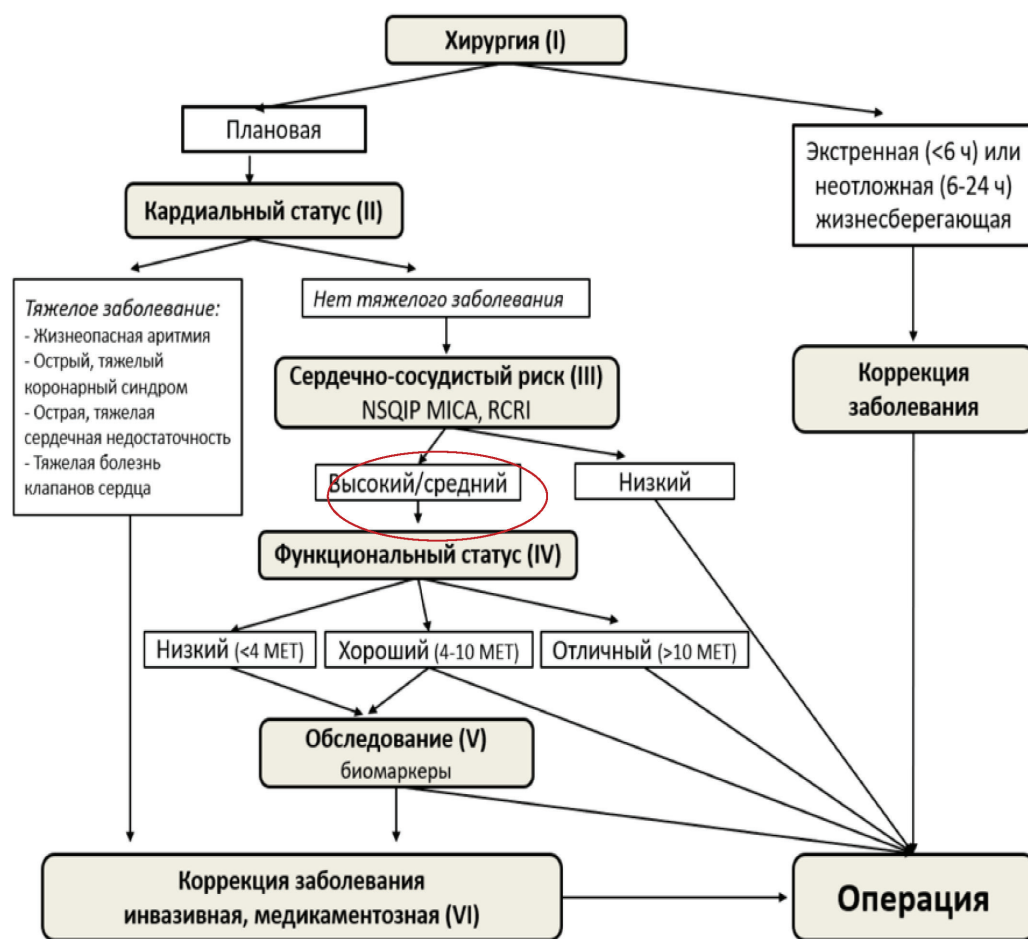 Хирургия (I)
Плановая
Экстренная (<6 ч) или
неотложная (6-24 ч)
жизнесберегающая
Кардиальный статус (II)
Тяжелое заболевание:
- Жизнеопасная аритмия
- Острый, тяжелый
коронарный синдром
- Острая, тяжелая
сердечная недостаточность
- Тяжелая болезнь
клапанов сердца
Нет тяжелого заболевания
Сердечно-сосудистый риск (III)
NSQIP MICA, RCRI
Коррекция
заболевания
Высокий/средний
Низкий
Функциональный статус (IV)
Низкий (<4 МЕТ)
Хороший (4-10 МЕТ)
Отличный (>10 МЕТ)
Обследование (V)
биомаркеры
Коррекция заболевания
инвазивная, медикаментозная (VI)
Операция